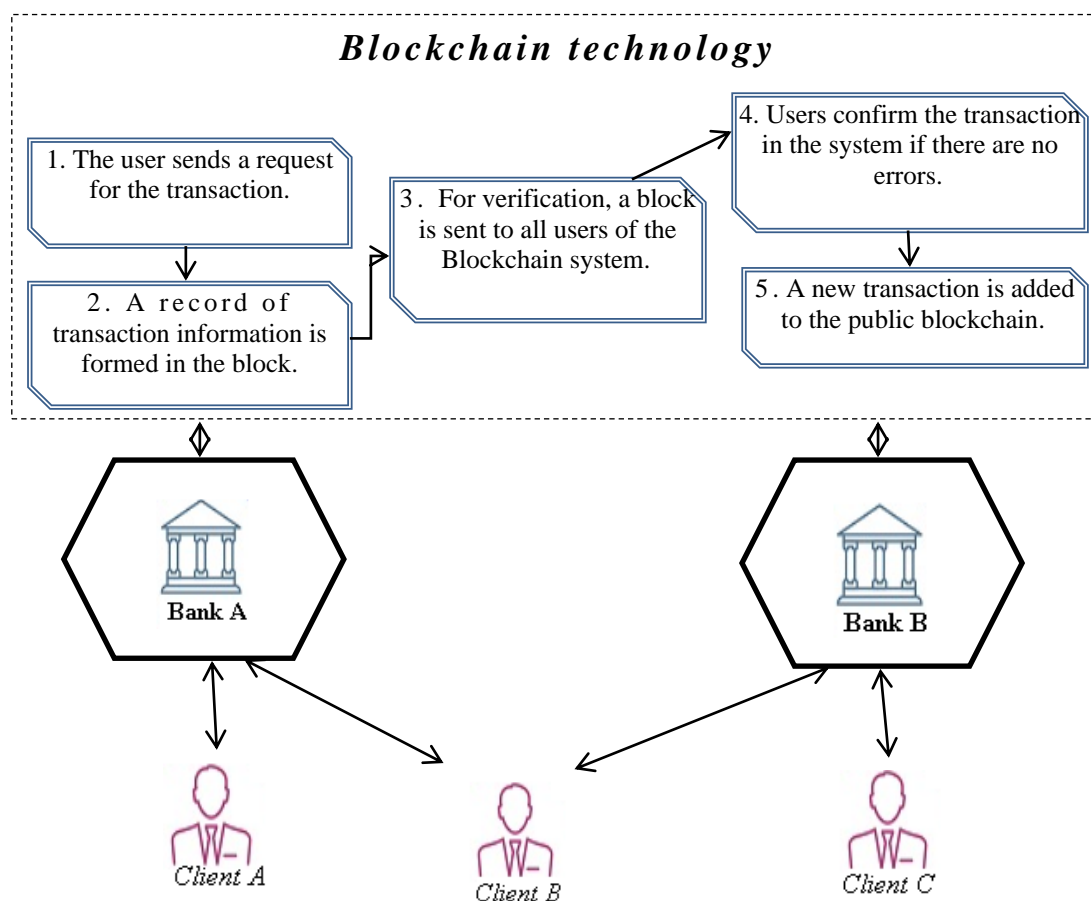 Blockchain technology
1. The user sends a request
for the transaction.
2. A record of
transaction information is
formed in the block.
3. For verification, a block
is sent to all users of the
Blockchain system.
4. Users confirm the transaction
in the system if there are no
errors.
5. A new transaction is added
to the public blockchain.
Bank A
Bank B
Client A
Client B
Client C